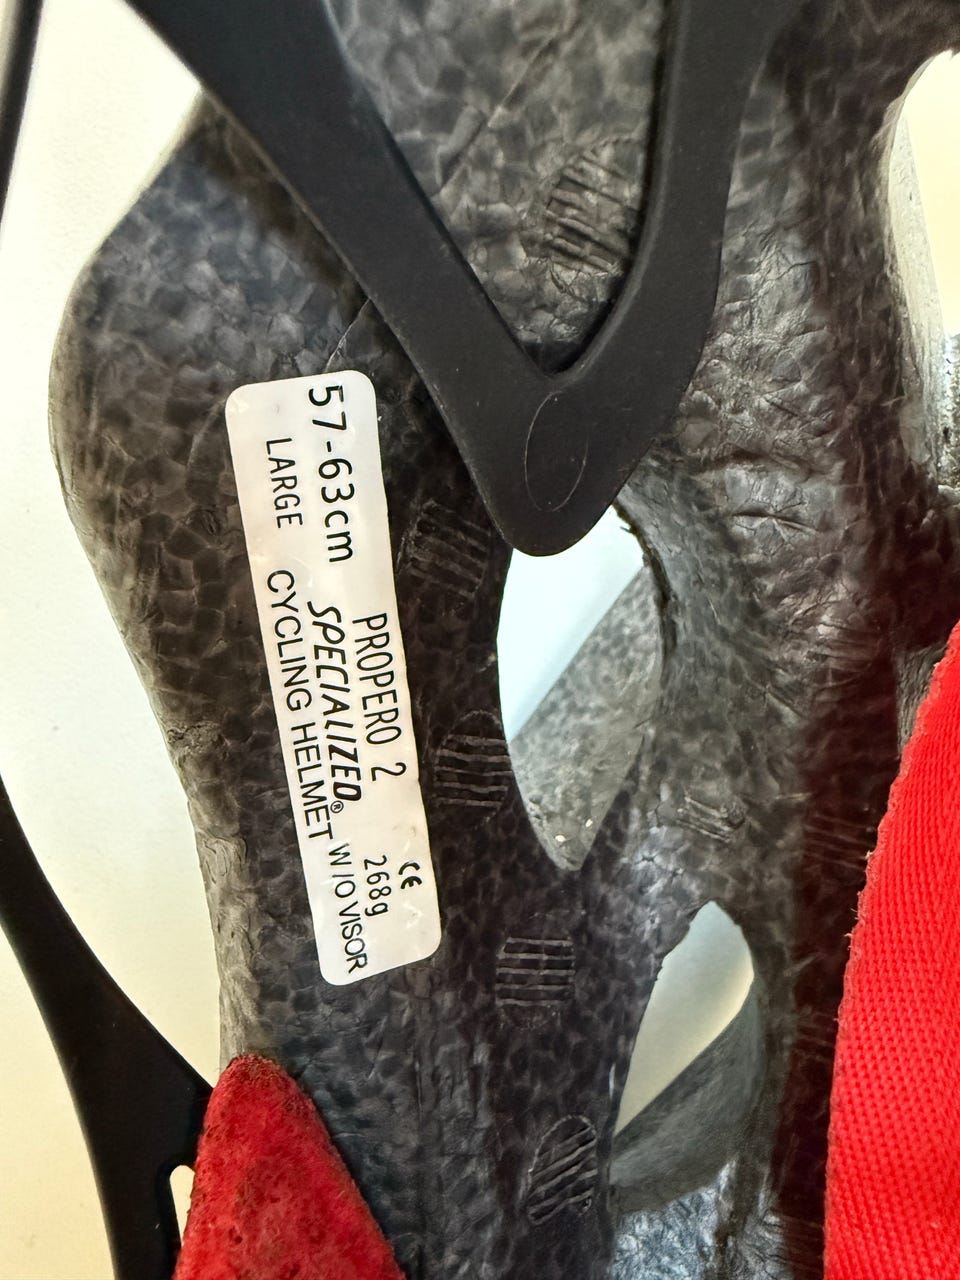 PROPERO 2
57-63cm SPECIALIZED®
LARGE CYCLING HELMET
CE
268g
W/O VISOR